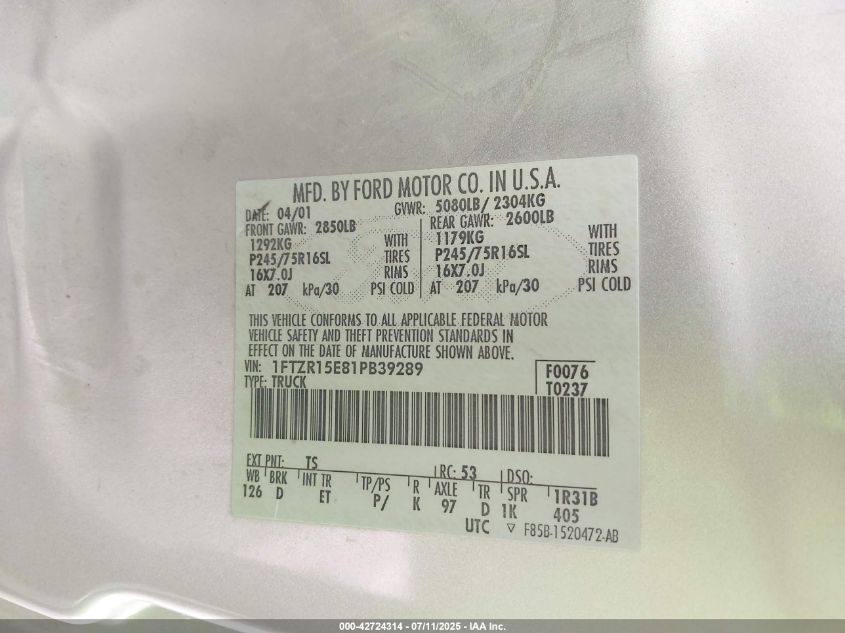 MFD. BY FORD MOTOR CO. IN U.S.A.
DATE: 04/01 GVWR: 5080LB/ 2304KG
FRONT GAWR: 2850LB REAR GAWR: 2600LB
1292KG WITH 1179KG WITH
P245/75R16SL TIRES P245/75R16SL TIRES
16X7.0J RIMS 16X7.0J RIMS
AT 207 kPa/30 PSI COLD AT 207 kPa/30 PSI COLD
THIS VEHICLE CONFORMS TO ALL APPLICABLE FEDERAL MOTOR
VEHICLE SAFETY AND THEFT PREVENTION STANDARDS IN
EFFECT ON THE DATE OF MANUFACTURE SHOWN ABOVE.
VIN: 1FTZR15E81PB39289 F0076
TYPE: TRUCK T0237
EXT PNT: TS RC: 53 DSO:
WB BRK INT TR TP/PS R AXLE TR SPR 1R31B
126 D ET P/ K 97 D 1K 405
UTC F85B-1520472-AB
000-42724314 - 07/11/2025 - IAA Inc.